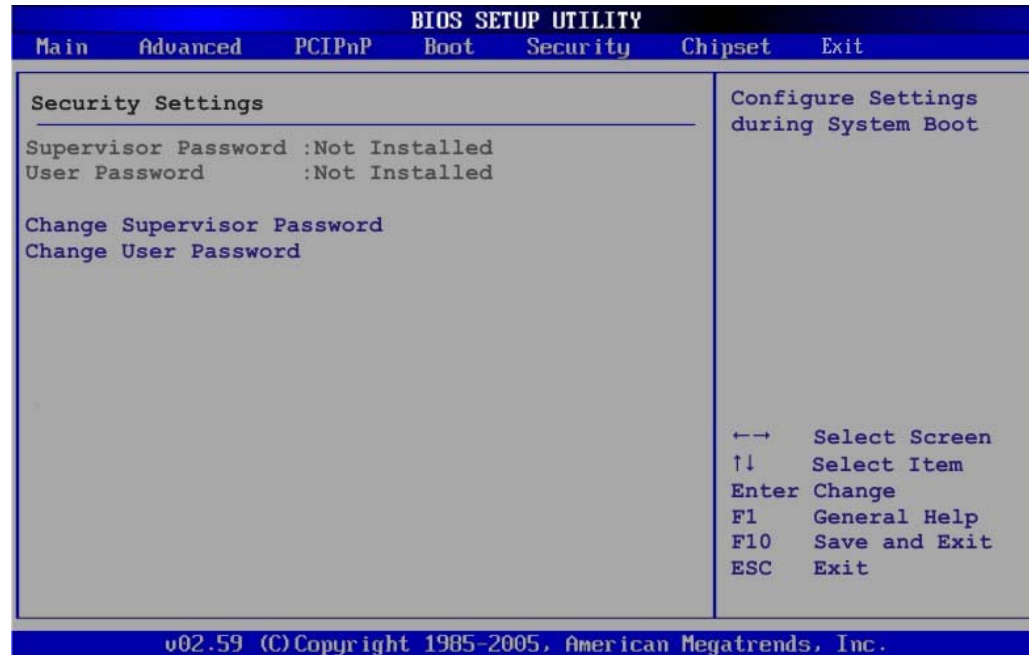 BIOS SETUP UTILITY
Main Advanced PCIPnP Boot Security Chipset Exit
Security Settings
Supervisor Password :Not Installed
User Password :Not Installed
Change Supervisor Password
Change User Password
Configure Settings
during System Boot
←→ Select Screen
↑↓ Select Item
Enter Change
F1 General Help
F10 Save and Exit
ESC Exit
v02.59 (C)Copyright 1985-2005, American Megatrends, Inc.